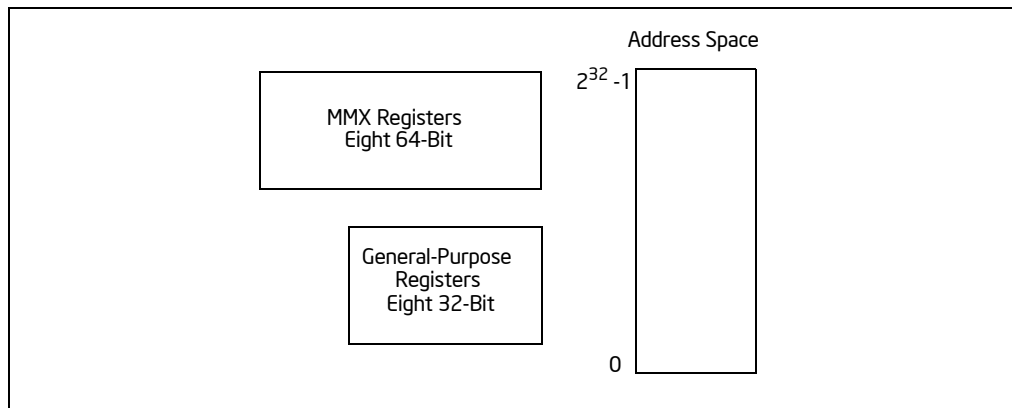 Address Space
2^32 -1
MMX Registers
Eight 64-Bit
General-Purpose
Registers
Eight 32-Bit
0